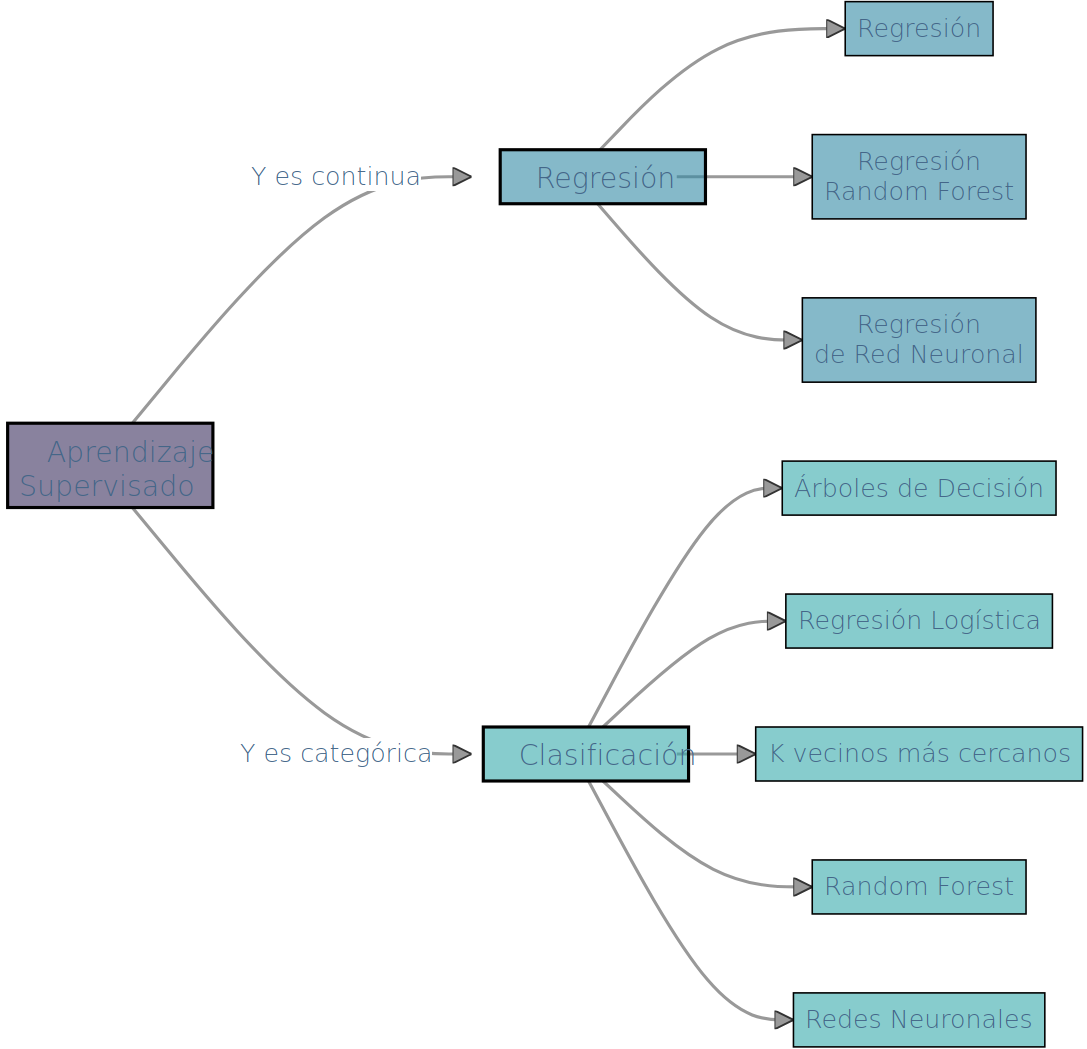 Regresión
Y es continua
Regresión
Regresión
Random Forest
Regresión
de Red Neuronal
Aprendizaje
Supervisado
Árboles de Decisión
Regresión Logística
Y es categórica
Clasificación
K vecinos más cercanos
Random Forest
Redes Neuronales